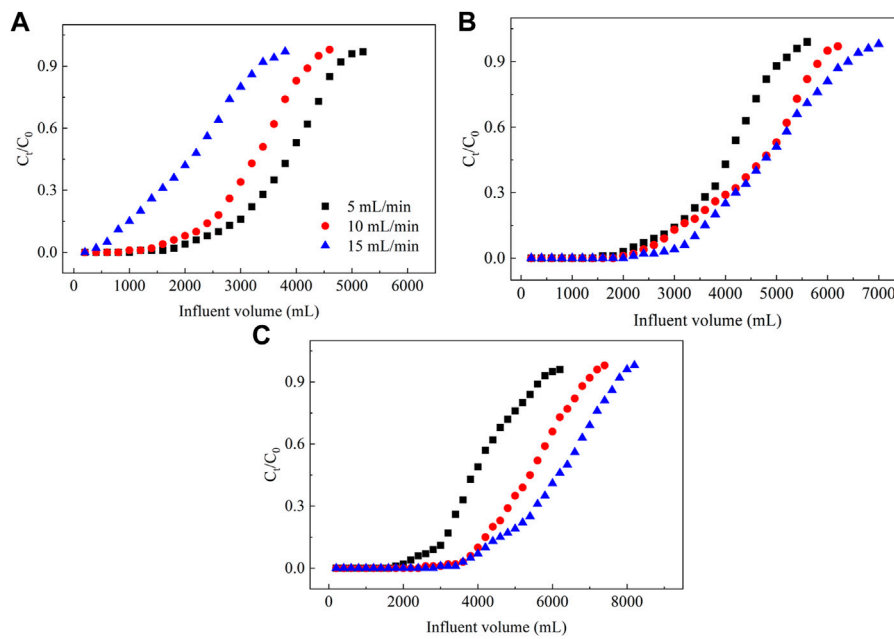 A
0.9
0.6
0.3
0.0
Cₜ/C₀
0 1000 2000 3000 4000 5000 6000
Influent volume (mL)
5 mL/min
10 mL/min
15 mL/min
B
0.9
0.6
0.3
0.0
Cₜ/C₀
0 1000 2000 3000 4000 5000 6000 7000
Influent volume (mL)
C
0.9
0.6
0.3
0.0
Cₜ/C₀
0 2000 4000 6000 8000
Influent volume (mL)